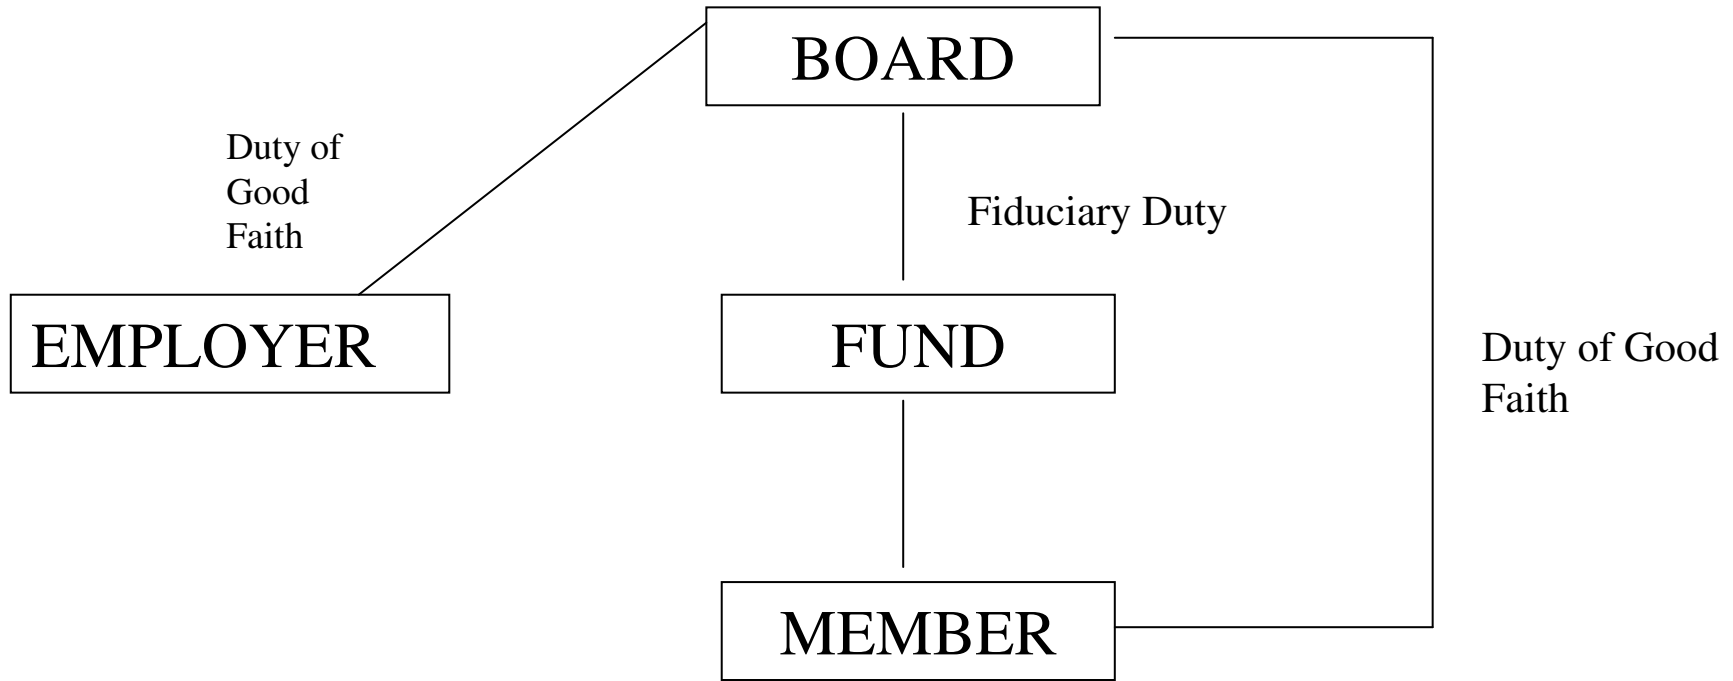 BOARD
Duty of
Good
Faith
Fiduciary Duty
EMPLOYER
FUND
Duty of Good
Faith
MEMBER